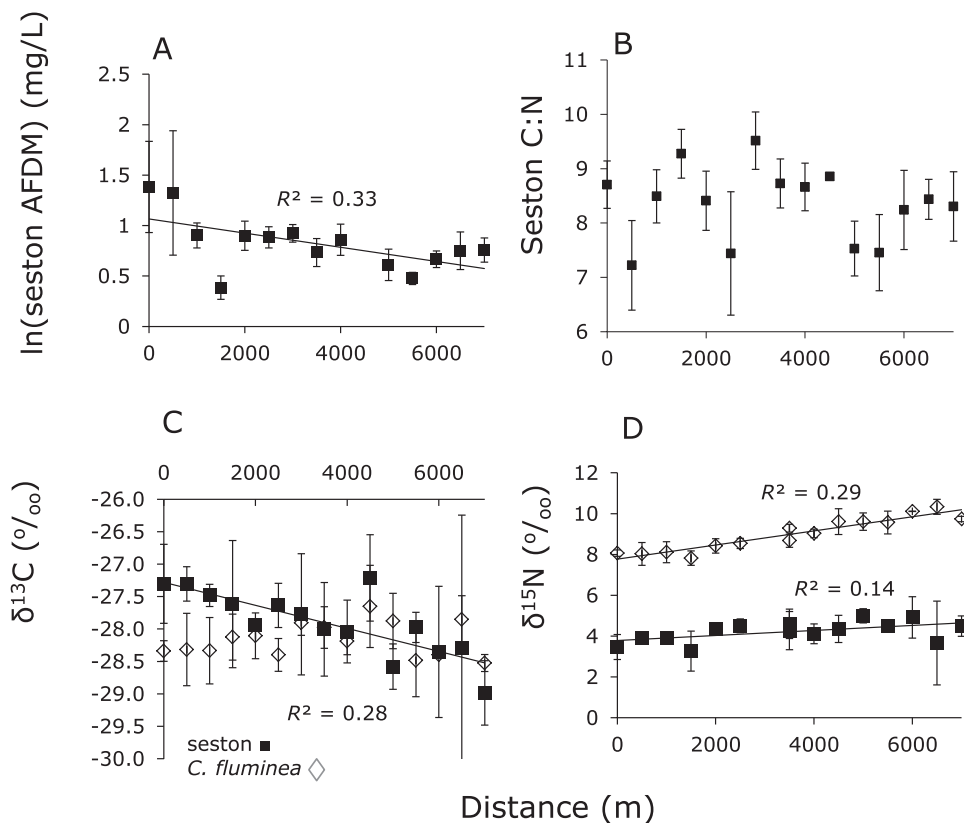 A
ln(seston AFDM) (mg/L)
2.5
2
1.5
1
0.5
0
R² = 0.33
0 2000 4000 6000
B
Seston C:N
11
10
9
8
7
6
0 2000 4000 6000
C
0 2000 4000 6000
δ¹³C (º/ₒₒ)
-26.0
-26.5
-27.0
-27.5
-28.0
-28.5
-29.0
-29.5
-30.0
R² = 0.28
seston
C. fluminea
D
δ¹⁵N (º/ₒₒ)
12
10
8
6
4
2
0
R² = 0.29
R² = 0.14
0 2000 4000 6000
Distance (m)